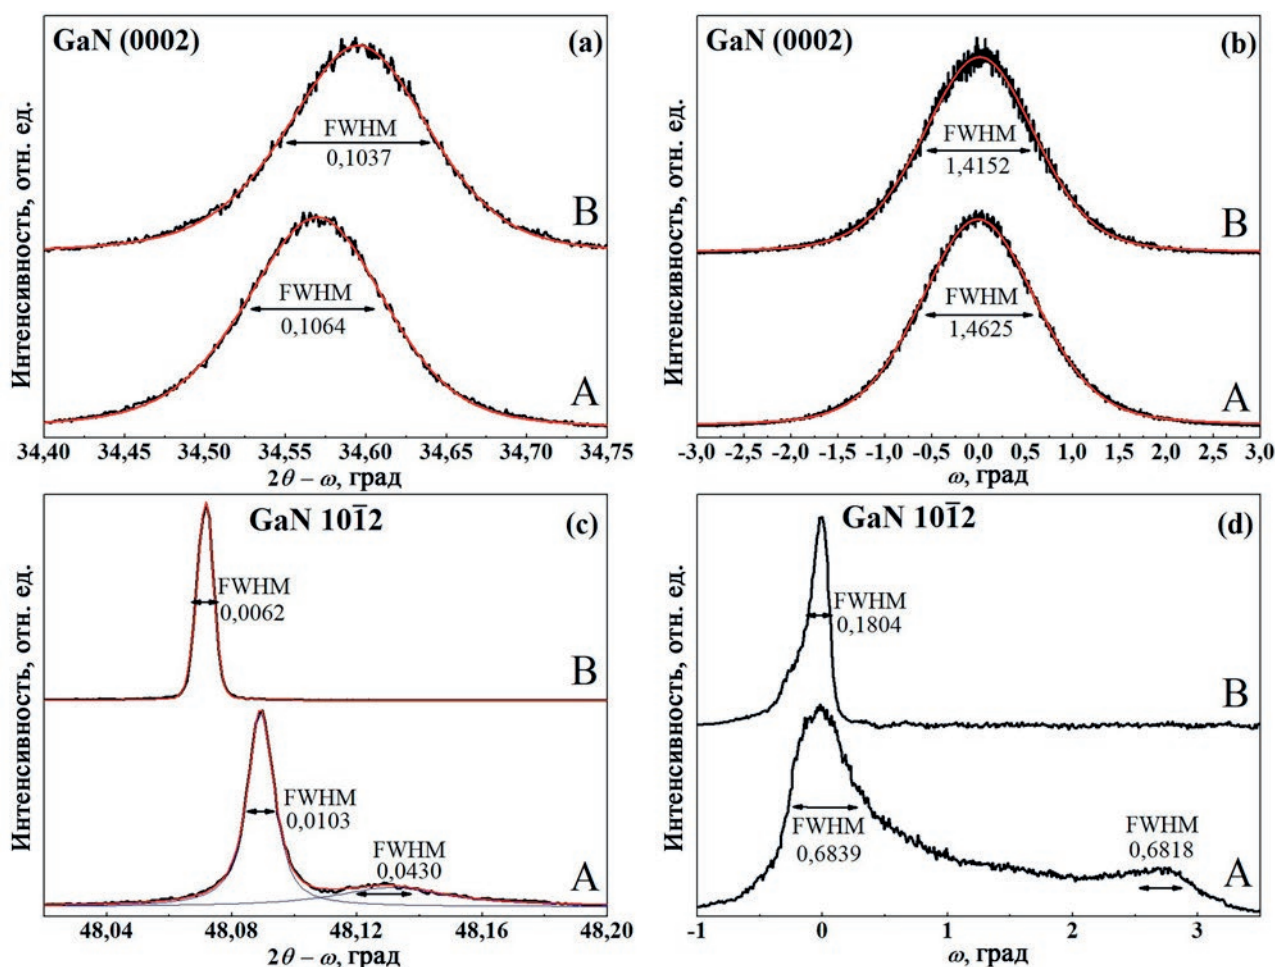 GaN (0002)
(a)
FWHM
0,1037
B
FWHM
0,1064
A
Интенсивность, отн. ед.
34,40 34,45 34,50 34,55 34,60 34,65 34,70 34,75
2θ – ω, град
GaN (0002)
(b)
FWHM
1,4152
B
FWHM
1,4625
A
Интенсивность, отн. ед.
-3,0 -2,5 -2,0 -1,5 -1,0 -0,5 0,0 0,5 1,0 1,5 2,0 2,5 3,0
ω, град
GaN 101̅2
(c)
FWHM
0,0062
B
FWHM
0,0103
FWHM
0,0430
A
Интенсивность, отн. ед.
48,04 48,08 48,12 48,16 48,20
2θ – ω, град
GaN 101̅2
(d)
FWHM
0,1804
B
FWHM
0,6839
FWHM
0,6818
A
Интенсивность, отн. ед.
-1 0 1 2 3
ω, град